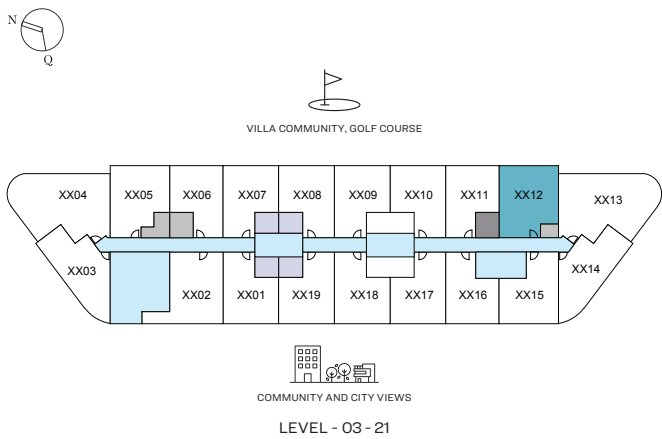 N
Q
VILLA COMMUNITY, GOLF COURSE
XX04 XX05 XX06 XX07 XX08 XX09 XX10 XX11 XX12 XX13
XX03 XX02 XX01 XX19 XX18 XX17 XX16 XX15 XX14
COMMUNITY AND CITY VIEWS
LEVEL - 03 - 21